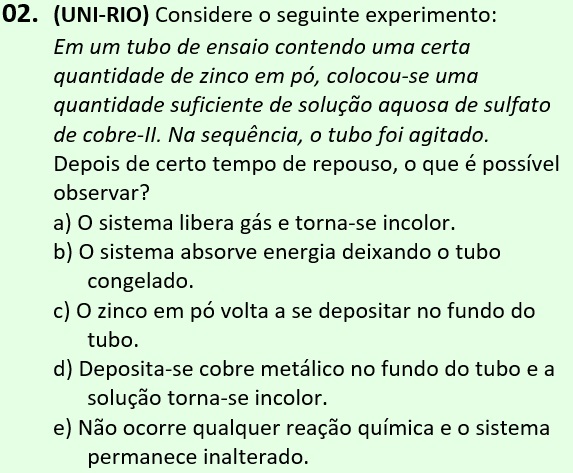 02. (UNI-RIO) Considere o seguinte experimento:
Em um tubo de ensaio contendo uma certa
quantidade de zinco em pó, colocou-se uma
quantidade suficiente de solução aquosa de sulfato
de cobre-II. Na sequência, o tubo foi agitado.
Depois de certo tempo de repouso, o que é possível
observar?
a) O sistema libera gás e torna-se incolor.
b) O sistema absorve energia deixando o tubo
congelado.
c) O zinco em pó volta a se depositar no fundo do
tubo.
d) Deposita-se cobre metálico no fundo do tubo e a
solução torna-se incolor.
e) Não ocorre qualquer reação química e o sistema
permanece inalterado.